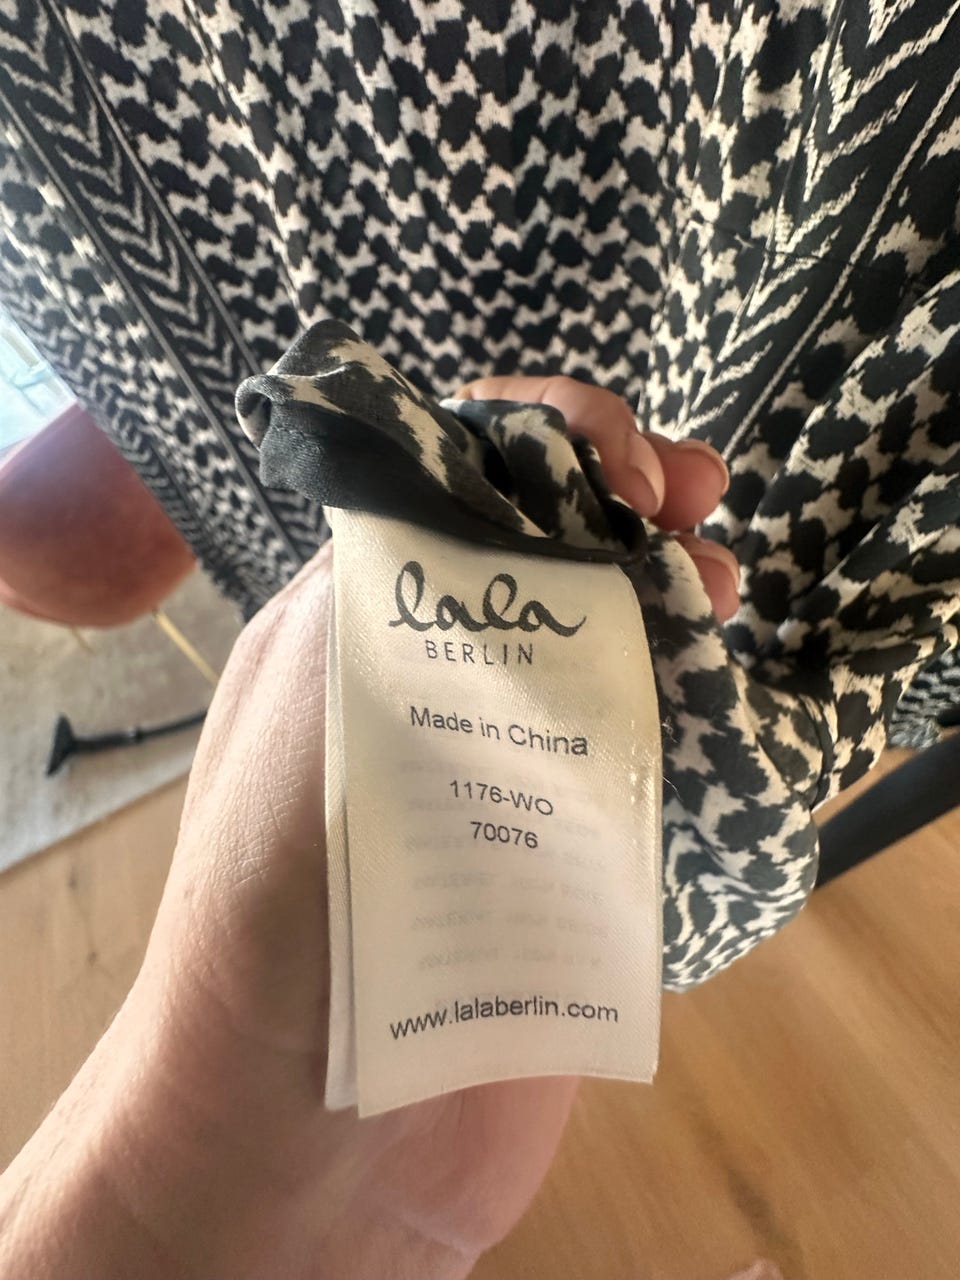 lala
BERLIN
Made in China
1176-WO
70076
www.lalaberlin.com